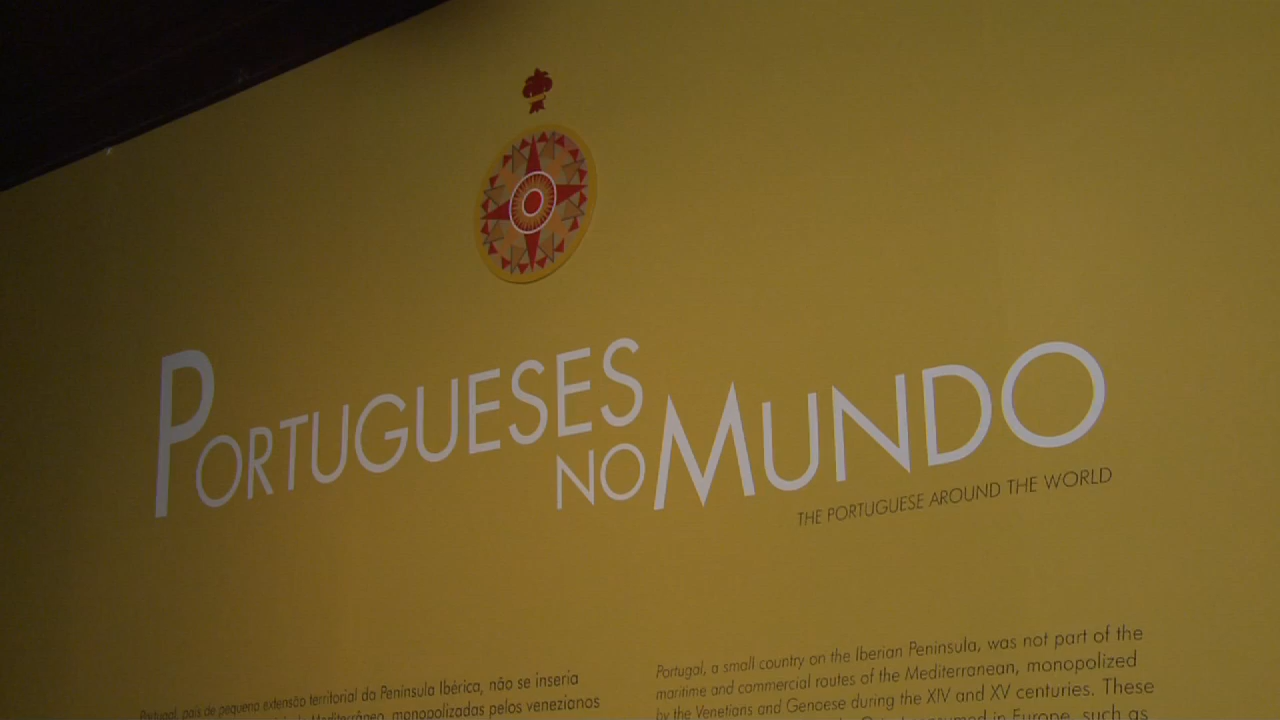 PORTUGUESES
NO MUNDO
THE PORTUGUESE AROUND THE WORLD
Portugal, país de pequena extensão territorial da Península Ibérica, não se inseria
Mediterrâneo, monopolizadas pelos venezianos
Portugal, a small country on the Iberian Peninsula, was not part of the
maritime and commercial routes of the Mediterranean, monopolized
by the Venetians and Genoese during the XIV and XV centuries. These
consumed in Europe, such as